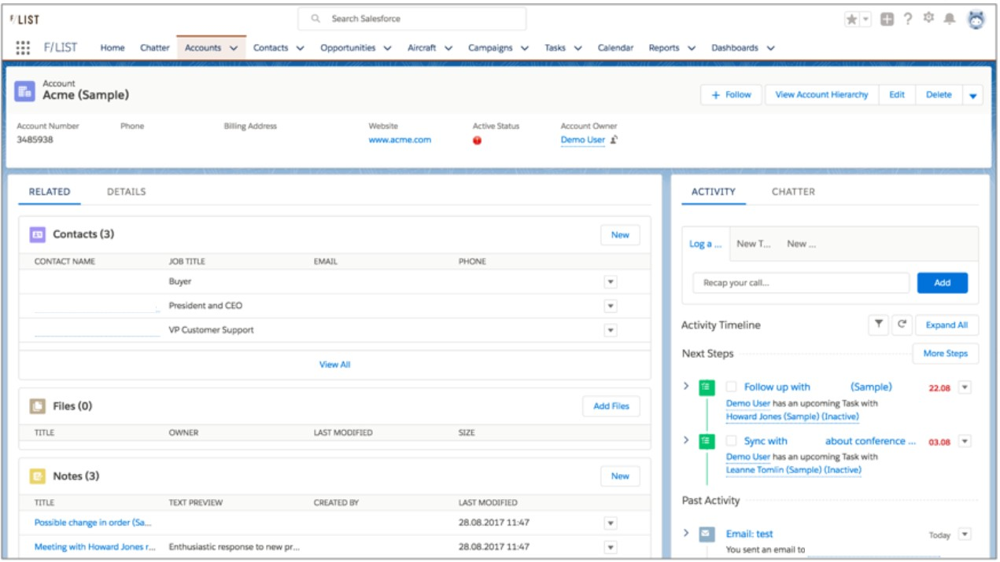 F/LIST
Search Salesforce
F/LIST Home Chatter Accounts Contacts Opportunities Aircraft Campaigns Tasks Calendar Reports Dashboards
Account
Acme (Sample)
+ Follow View Account Hierarchy Edit Delete
Account Number Phone Billing Address Website Active Status Account Owner
3485938 www.acme.com Demo User
RELATED DETAILS
Contacts (3) New
CONTACT NAME JOB TITLE EMAIL PHONE
Buyer
President and CEO
VP Customer Support
View All
Files (0) Add Files
TITLE OWNER LAST MODIFIED SIZE
Notes (3) New
TITLE TEXT PREVIEW CREATED BY LAST MODIFIED
Possible change in order (Sa... 28.08.2017 11:47
Meeting with Howard Jones r... Enthusiastic response to new pr... 28.08.2017 11:47
ACTIVITY CHATTER
Log a ... New T... New ...
Recap your call... Add
Activity Timeline Expand All
Next Steps More Steps
Follow up with (Sample) 22.08
Demo User has an upcoming Task with
Howard Jones (Sample) (Inactive)
Sync with about conference ... 03.08
Demo User has an upcoming Task with
Leanne Tomlin (Sample) (Inactive)
Past Activity
Email: test Today
You sent an email to